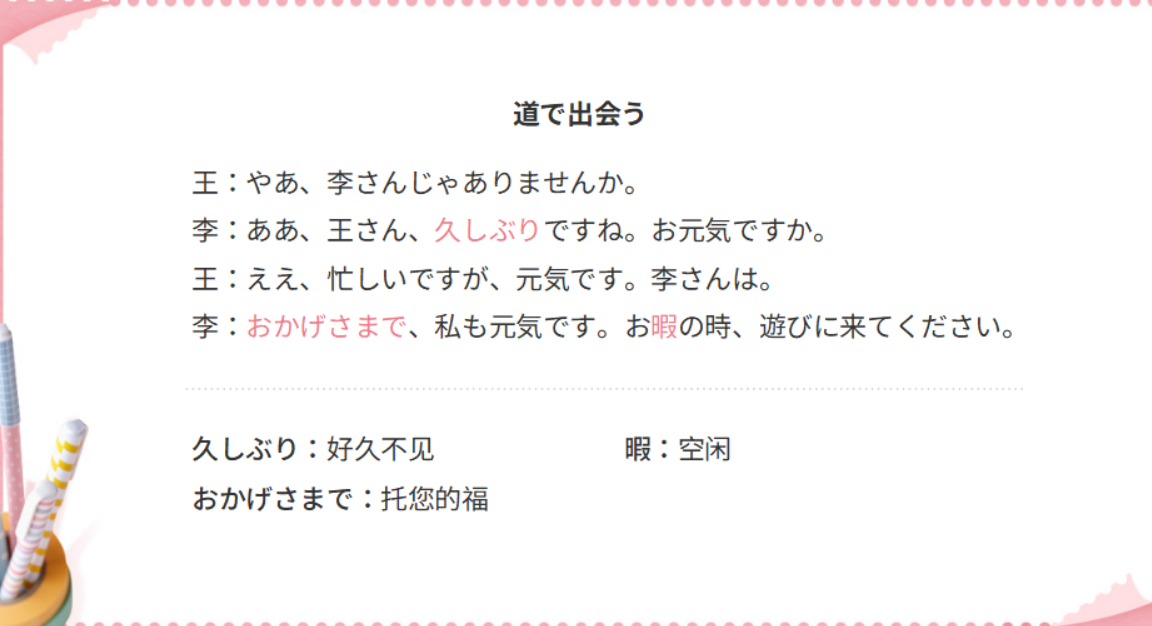 道で出会う
王：やあ、李さんじゃありませんか。
李：ああ、王さん、久しぶりですね。お元気ですか。
王：ええ、忙しいですが、元気です。李さんは。
李：おかげさまで、私も元気です。お暇の時、遊びに来てください。
久しぶり：好久不见 暇：空闲
おかげさまで：托您的福